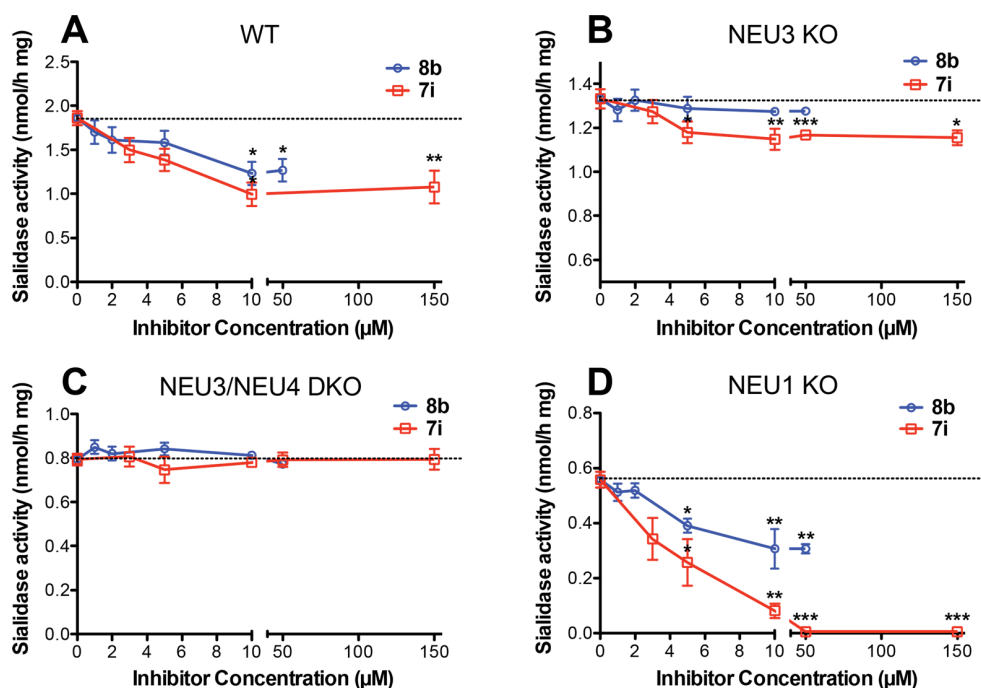 A
WT
8b
7i
Sialidase activity (nmol/h mg)
2.5
2.0
1.5
1.0
0.5
0.0
* * * **
0 2 4 6 8 10 50 100 150
Inhibitor Concentration (µM)
B
NEU3 KO
8b
7i
Sialidase activity (nmol/h mg)
1.4
1.2
1.0
0.8
0.6
* ** *** *
0 2 4 6 8 10 50 100 150
Inhibitor Concentration (µM)
C
NEU3/NEU4 DKO
8b
7i
Sialidase activity (nmol/h mg)
1.0
0.8
0.6
0.4
0.2
0.0
0 2 4 6 8 10 50 100 150
Inhibitor Concentration (µM)
D
NEU1 KO
8b
7i
Sialidase activity (nmol/h mg)
0.8
0.6
0.4
0.2
0.0
* ** **
* ** *** ***
0 2 4 6 8 10 50 100 150
Inhibitor Concentration (µM)